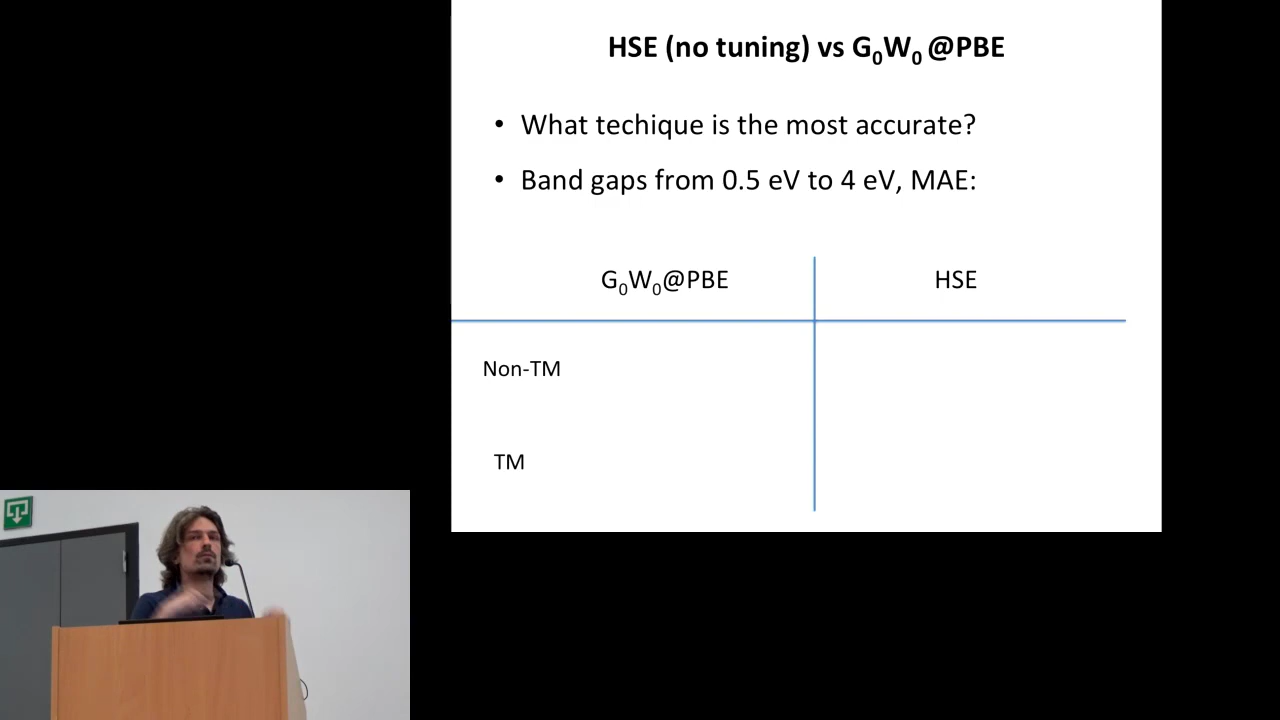 HSE (no tuning) vs G0W0 @PBE
• What techique is the most accurate?
• Band gaps from 0.5 eV to 4 eV, MAE:
G0W0@PBE HSE
Non-TM
TM